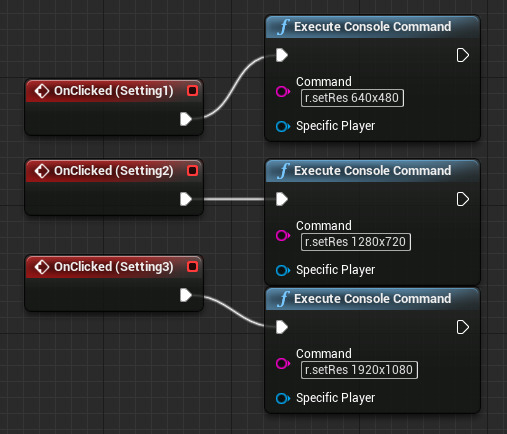 Execute Console Command
Command
r.setRes 640x480
Specific Player
OnClicked (Setting1)
Execute Console Command
Command
r.setRes 1280x720
Specific Player
OnClicked (Setting2)
Execute Console Command
Command
r.setRes 1920x1080
Specific Player
OnClicked (Setting3)